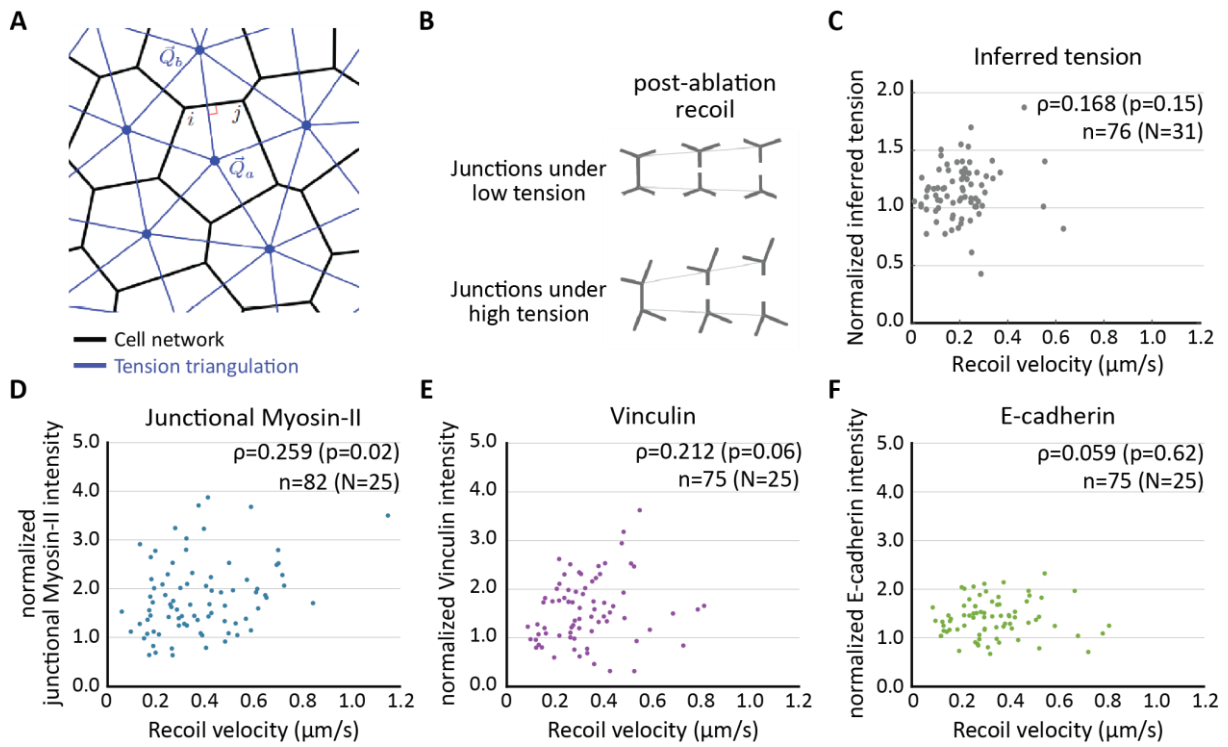 A
Q⃗b
i
j
Q⃗a
Cell network
Tension triangulation
B
post-ablation
recoil
Junctions under
low tension
Junctions under
high tension
C
Inferred tension
ρ=0.168 (p=0.15)
n=76 (N=31)
Normalized inferred tension
2.0
1.5
1.0
0.5
0.0
0 0.2 0.4 0.6 0.8 1.0 1.2
Recoil velocity (µm/s)
D
Junctional Myosin-II
ρ=0.259 (p=0.02)
n=82 (N=25)
normalized
junctional Myosin-II intensity
5.0
4.0
3.0
2.0
1.0
0.0
0 0.2 0.4 0.6 0.8 1.0 1.2
Recoil velocity (µm/s)
E
Vinculin
ρ=0.212 (p=0.06)
n=75 (N=25)
normalized Vinculin intensity
5.0
4.0
3.0
2.0
1.0
0.0
0 0.2 0.4 0.6 0.8 1.0 1.2
Recoil velocity (µm/s)
F
E-cadherin
ρ=0.059 (p=0.62)
n=75 (N=25)
normalized E-cadherin intensity
5.0
4.0
3.0
2.0
1.0
0.0
0 0.2 0.4 0.6 0.8 1.0 1.2
Recoil velocity (µm/s)